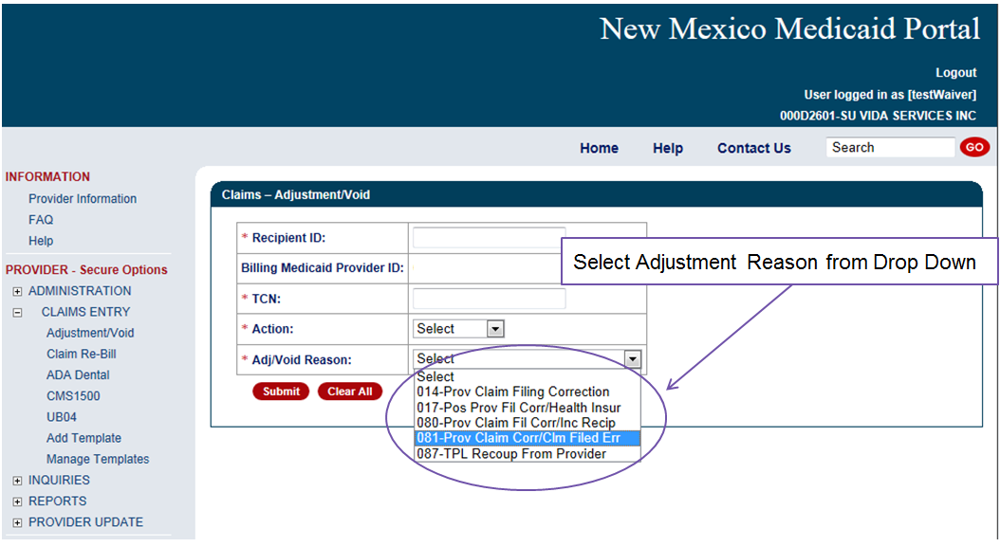 New Mexico Medicaid Portal
Logout
User logged in as [testWaiver]
000D2601-SU VIDA SERVICES INC
Home Help Contact Us Search GO
INFORMATION
Provider Information
FAQ
Help
PROVIDER - Secure Options
ADMINISTRATION
CLAIMS ENTRY
Adjustment/Void
Claim Re-Bill
ADA Dental
CMS1500
UB04
Add Template
Manage Templates
INQUIRIES
REPORTS
PROVIDER UPDATE
Claims – Adjustment/Void
* Recipient ID:
Billing Medicaid Provider ID:
* TCN:
* Action: Select
* Adj/Void Reason: Select
Select
014-Prov Claim Filing Correction
017-Pos Prov Fil Corr/Health Insur
080-Prov Claim Fil Corr/Inc Recip
081-Prov Claim Corr/Clm Filed Err
087-TPL Recoup From Provider
Submit Clear All
Select Adjustment Reason from Drop Down